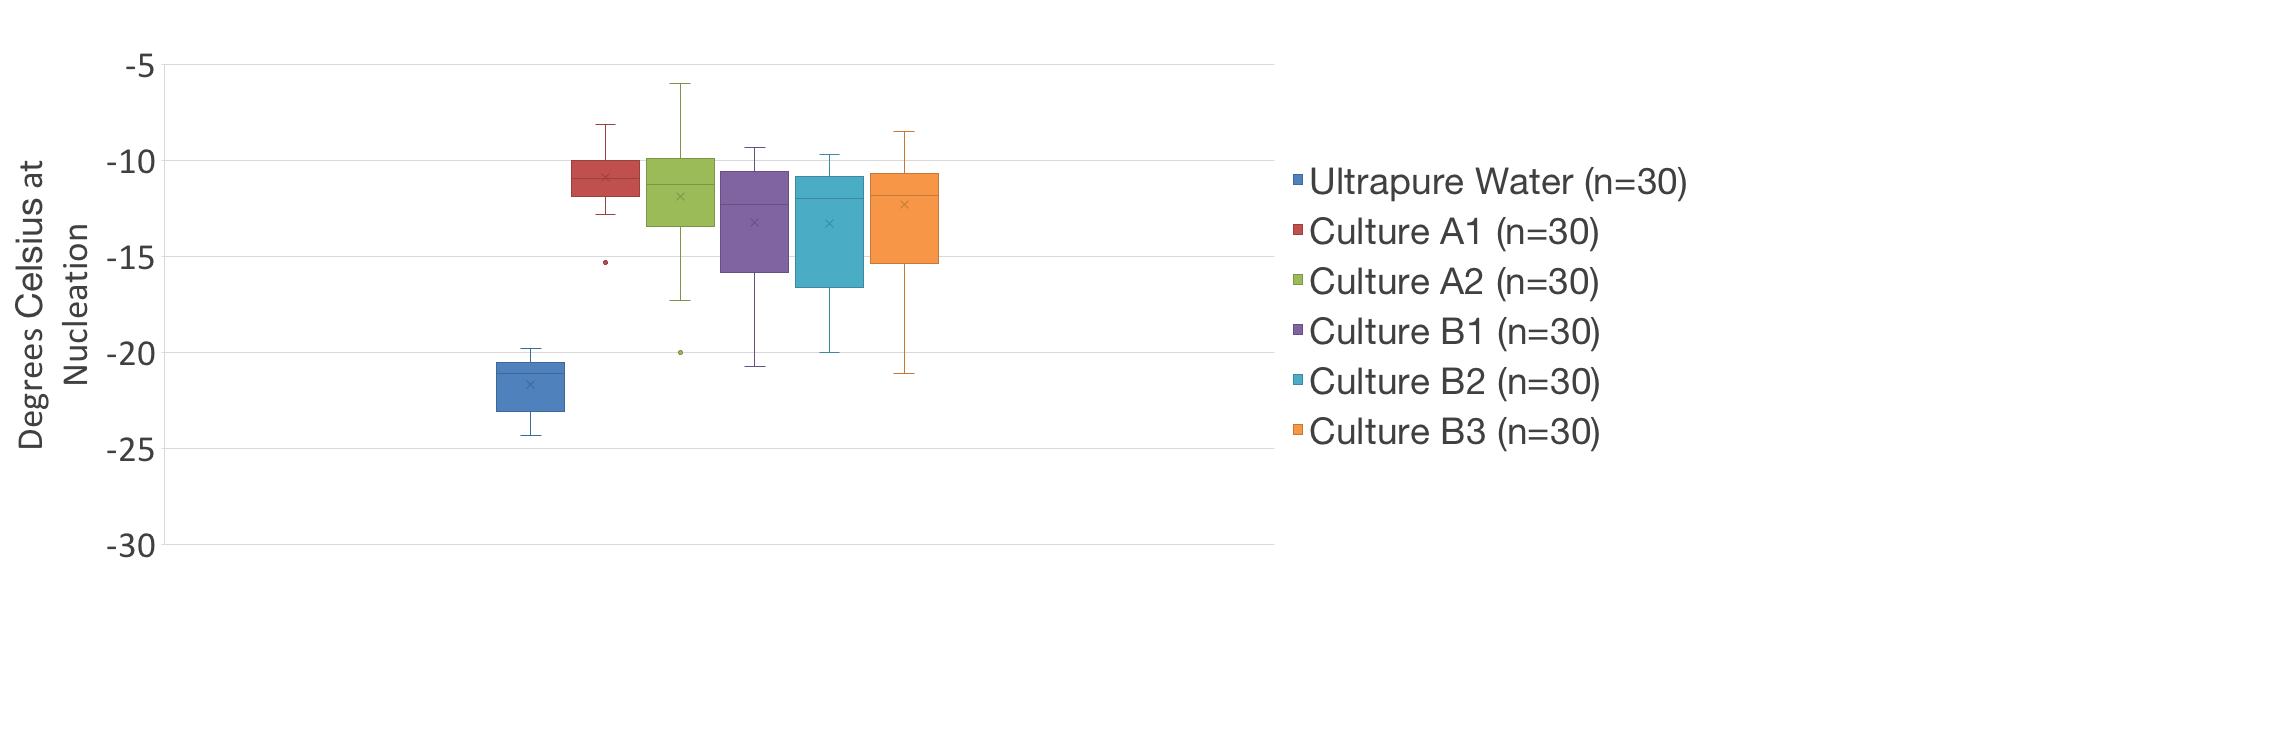 Degrees Celsius at
Nucleation
-5
-10
-15
-20
-25
-30
Ultrapure Water (n=30)
Culture A1 (n=30)
Culture A2 (n=30)
Culture B1 (n=30)
Culture B2 (n=30)
Culture B3 (n=30)